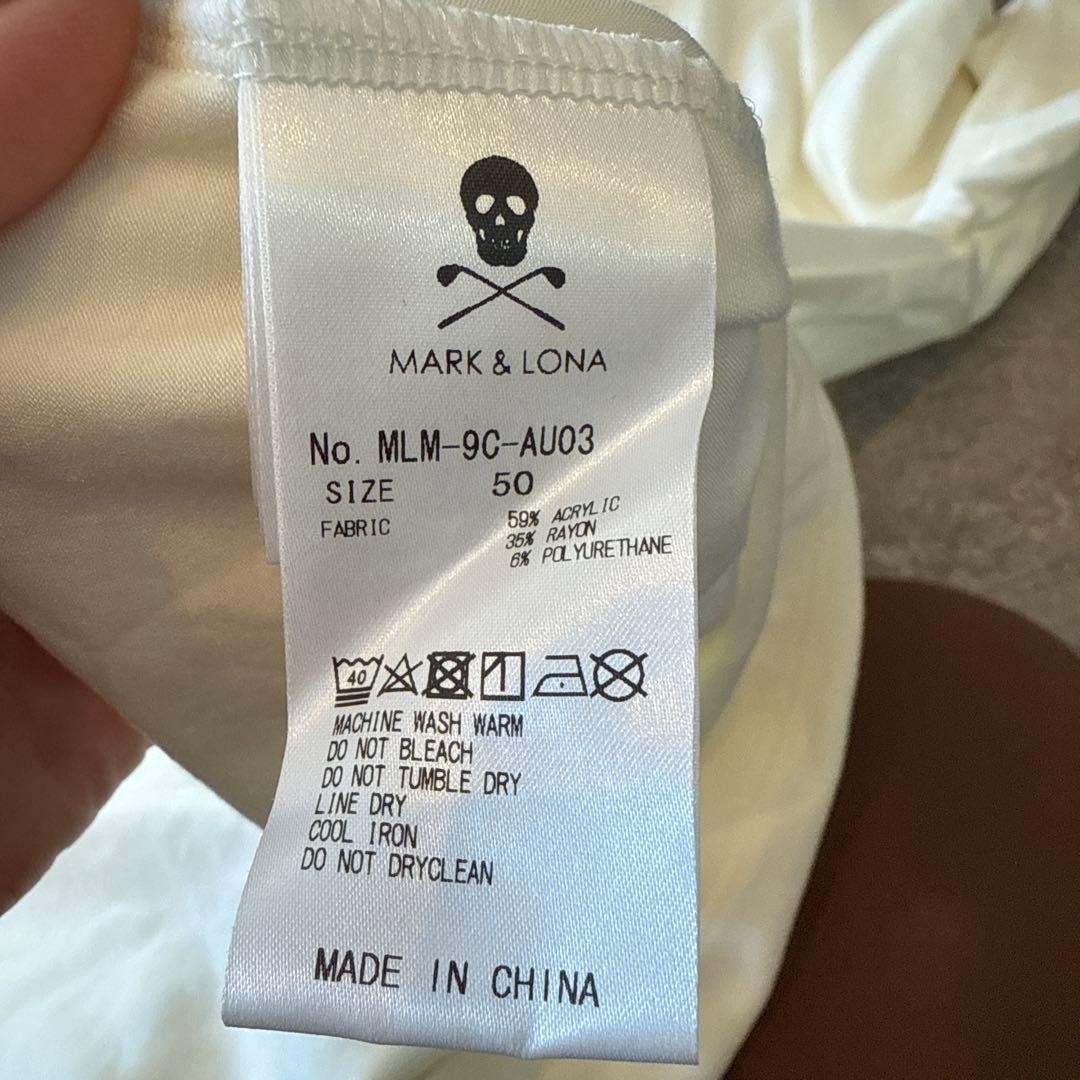 MARK & LONA
No. MLM-9C-AU03
SIZE 50
FABRIC 59% ACRYLIC
35% RAYON
6% POLYURETHANE
40
MACHINE WASH WARM
DO NOT BLEACH
DO NOT TUMBLE DRY
LINE DRY
COOL IRON
DO NOT DRYCLEAN
MADE IN CHINA